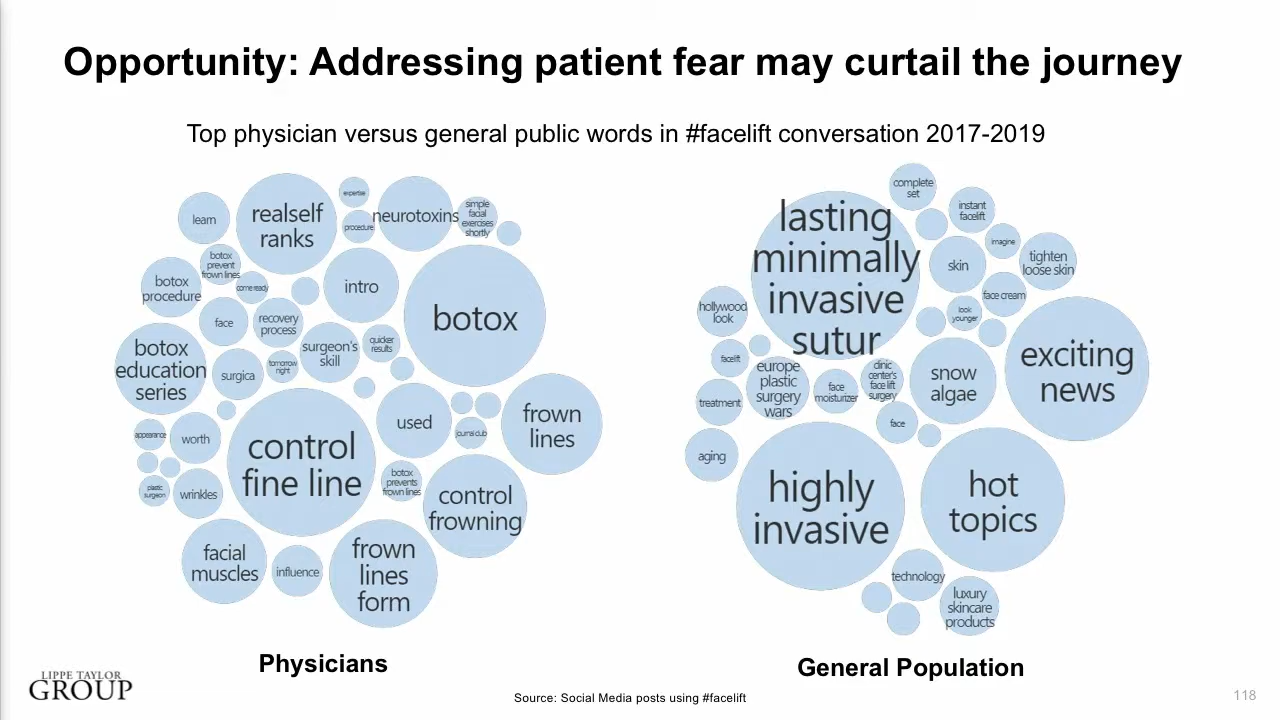 Opportunity: Addressing patient fear may curtail the journey
Top physician versus general public words in #facelift conversation 2017-2019
expertise
learn
realself
ranks
procedure
neurotoxins
simple
facial
exercises
shortly
botox
prevent
frown lines
botox
procedure
come ready
intro
botox
face
recovery
process
surgeon's
skill
quicker
results
botox
education
series
surgica
tomorrow
night
used
frown
lines
appearance
worth
control
fine line
journal club
plastic
surgeon
wrinkles
botox
prevents
frown lines
control
frowning
facial
muscles
influence
frown
lines
form
Physicians
complete
set
lasting
minimally
invasive
sutur
instant
facelift
imagine
skin
tighten
loose skin
hollywood
look
face cream
look
younger
facelift
europe
plastic
surgery
wars
face
moisturizer
clinic
center's
face lift
surgery
snow
algae
exciting
news
treatment
face
aging
highly
invasive
hot
topics
technology
luxury
skincare
products
General Population
LIPPE TAYLOR
GROUP
Source: Social Media posts using #facelift
118